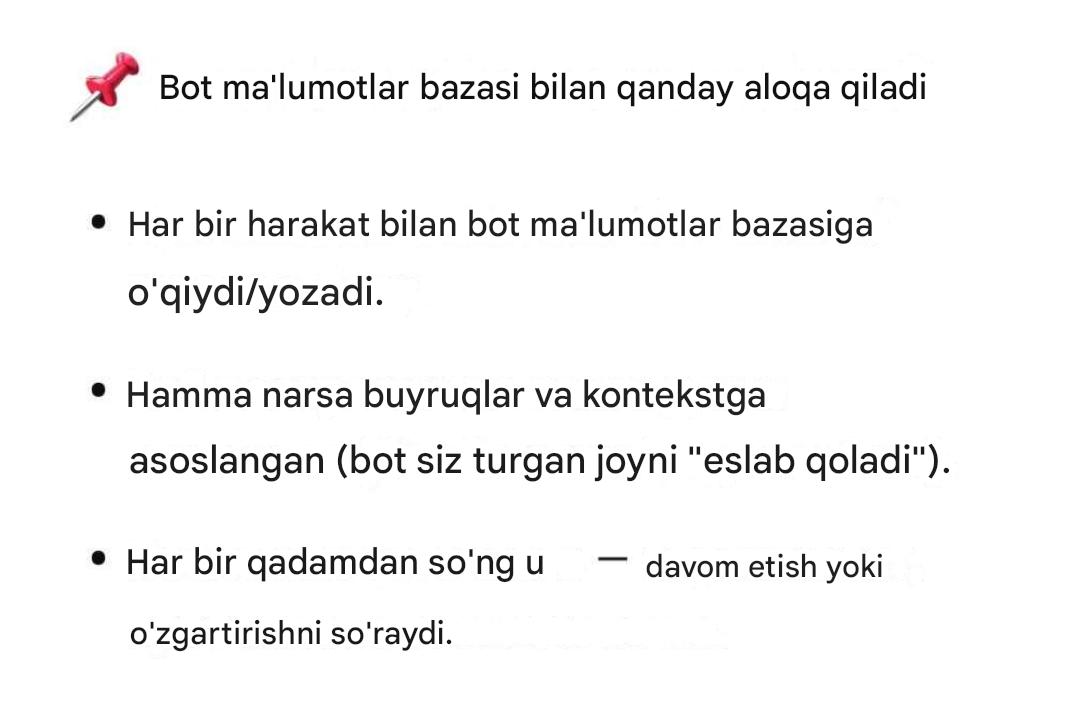 Bot ma'lumotlar bazasi bilan qanday aloqa qiladi
• Har bir harakat bilan bot ma'lumotlar bazasiga
o'qiydi/yozadi.
• Hamma narsa buyruqlar va kontekstga
asoslangan (bot siz turgan joyni "eslab qoladi").
• Har bir qadamdan so'ng u — davom etish yoki
o'zgartirishni so'raydi.